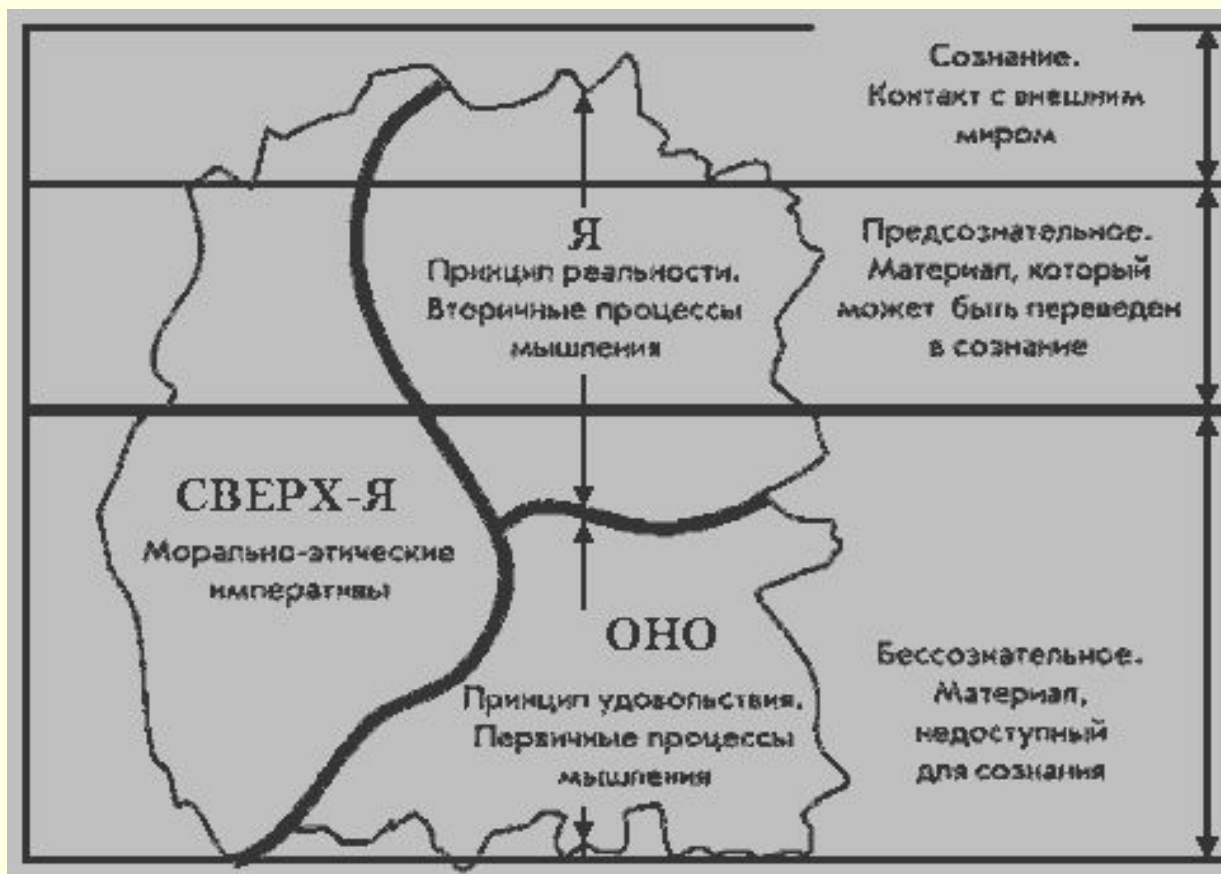 Сознание.
Контакт с внешним
миром
Я
Принцип реальности.
Вторичные процессы
мышления
Предсознательное.
Материал, который
может быть переведен
в сознание
СВЕРХ-Я
Морально-этические
императивы
ОНО
Принцип удовольствия.
Первичные процессы
мышления
Бессознательное.
Материал,
недоступный
для сознания